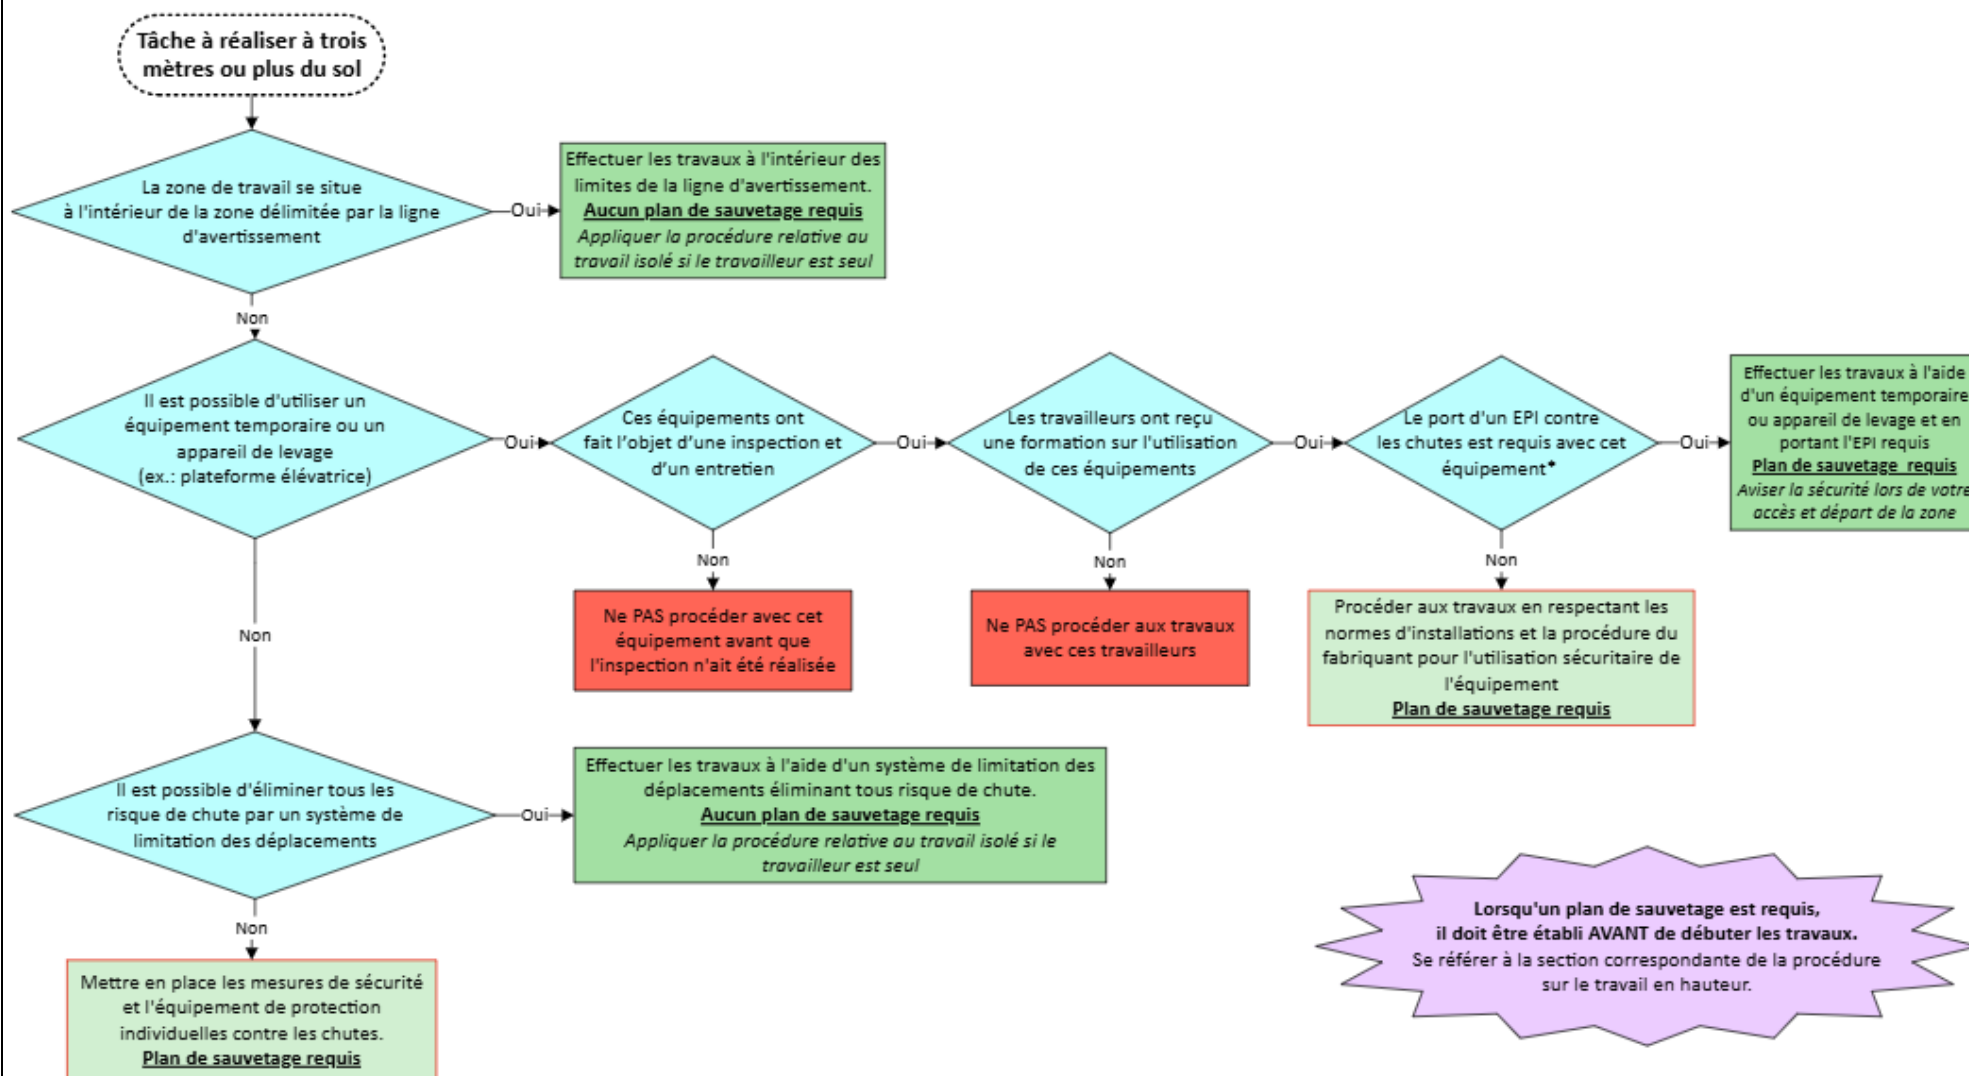 Tâche à réaliser à trois
mètres ou plus du sol
La zone de travail se situe
à l'intérieur de la zone délimitée par la ligne
d'avertissement
Oui
Effectuer les travaux à l'intérieur des
limites de la ligne d'avertissement.
Aucun plan de sauvetage requis
Appliquer la procédure relative au
travail isolé si le travailleur est seul
Non
Il est possible d'utiliser un
équipement temporaire ou un
appareil de levage
(ex.: plateforme élévatrice)
Oui
Ces équipements ont
fait l'objet d'une inspection et
d'un entretien
Oui
Les travailleurs ont reçu
une formation sur l'utilisation
de ces équipements
Oui
Le port d'un EPI contre
les chutes est requis avec cet
équipement*
Oui
Effectuer les travaux à l'aide
d'un équipement temporaire
ou appareil de levage et en
portant l'EPI requis
Plan de sauvetage requis
Aviser la sécurité lors de votre
accès et départ de la zone
Non
Non
Non
Non
Ne PAS procéder avec cet
équipement avant que
l'inspection n'ait été réalisée
Ne PAS procéder aux travaux
avec ces travailleurs
Procéder aux travaux en respectant les
normes d'installations et la procédure du
fabriquant pour l'utilisation sécuritaire de
l'équipement
Plan de sauvetage requis
Il est possible d'éliminer tous les
risque de chute par un système de
limitation des déplacements
Oui
Effectuer les travaux à l'aide d'un système de limitation des
déplacements éliminant tous risque de chute.
Aucun plan de sauvetage requis
Appliquer la procédure relative au travail isolé si le
travailleur est seul
Non
Mettre en place les mesures de sécurité
et l'équipement de protection
individuelles contre les chutes.
Plan de sauvetage requis
Lorsqu'un plan de sauvetage est requis,
il doit être établi AVANT de débuter les travaux.
Se référer à la section correspondante de la procédure
sur le travail en hauteur.